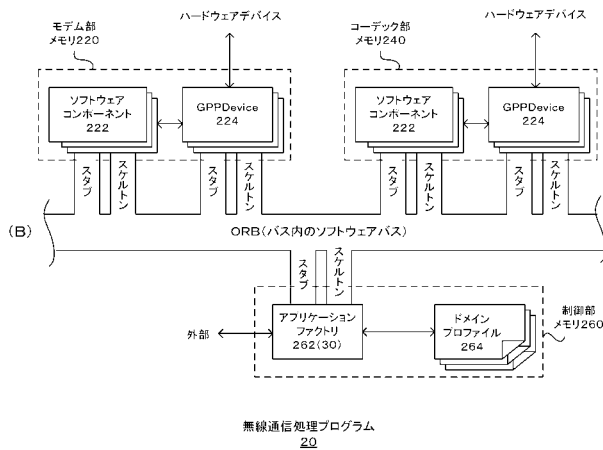 ハードウェアデバイス
ハードウェアデバイス
モデム部
メモリ220
コーデック部
メモリ240
ソフトウェア
コンポーネント
222
GPPDevice
224
ソフトウェア
コンポーネント
222
GPPDevice
224
スタブ
スケルトン
スタブ
スケルトン
スタブ
スケルトン
スタブ
スケルトン
(B)
ORB(バス内のソフトウェアバス)
スタブ
スケルトン
外部
アプリケーション
ファクトリ
262(30)
ドメイン
プロファイル
264
制御部
メモリ260
無線通信処理プログラム
20